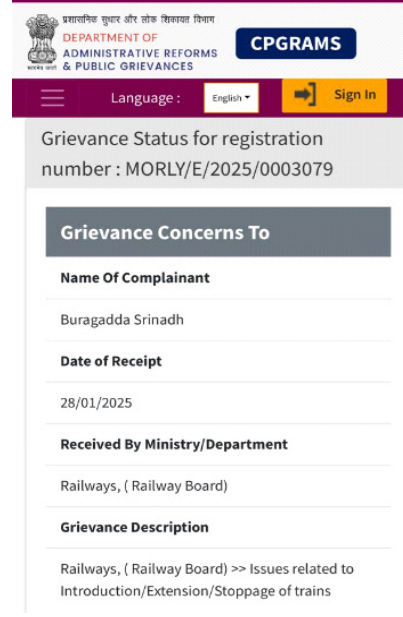 प्रशासनिक सुधार और लोक शिकायत विभाग
DEPARTMENT OF
ADMINISTRATIVE REFORMS
& PUBLIC GRIEVANCES
CPGRAMS
Language :
English
Sign In
Grievance Status for registration
number : MORLY/E/2025/0003079
Grievance Concerns To
Name Of Complainant
Buragadda Srinadh
Date of Receipt
28/01/2025
Received By Ministry/Department
Railways, ( Railway Board)
Grievance Description
Railways, ( Railway Board) >> Issues related to
Introduction/Extension/Stoppage of trains